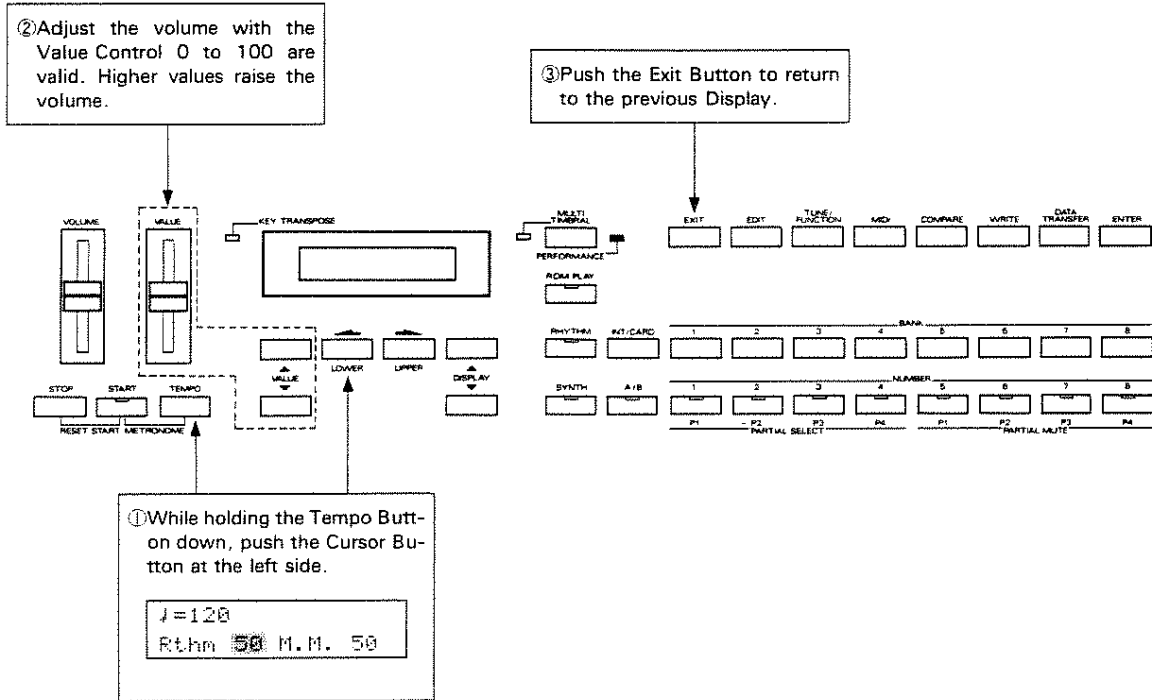 ②Adjust the volume with the
Value Control 0 to 100 are
valid. Higher values raise the
volume.
③Push the Exit Button to return
to the previous Display.
VOLUME
VALUE
KEY TRANSPOSE
MULTI
TIMBRAL
PERFORMANCE
EXIT
EDIT
TUNE/
FUNCTION
MIDI
COMPARE
WRITE
DATA
TRANSFER
ENTER
ROM PLAY
VALUE
LOWER
UPPER
DISPLAY
RHYTHM
INT/CARD
BANK
1 2 3 4 5 6 7 8
STOP
START
TEMPO
RESET START
METRONOME
SYNTH
A/B
NUMBER
1 2 3 4 5 6 7 8
P1 P2 P3 P4 P1 P2 P3 P4
PARTIAL SELECT
PARTIAL MUTE
①While holding the Tempo Butt-
on down, push the Cursor Bu-
tton at the left side.
♩=120
Rthm 50 M.M. 50